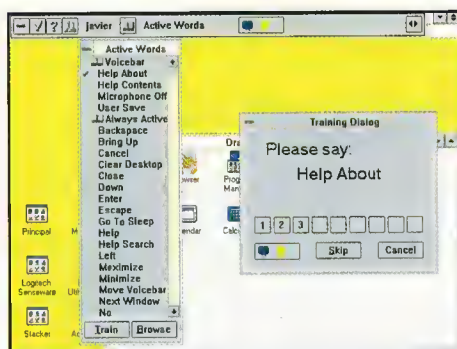 ? javier Active Words
Active Words
Voicebar
Help About
Help Contents
Microphone Off
User Save
Always Active
Backspace
Bring Up
Cancel
Clear Desktop
Close
Down
Enter
Escape
Go To Sleep
Help
Help Search
Left
Maximize
Minimize
Move Voicebar
Next Window
No
Train Browse
Training Dialog
Please say:
Help About
1 2 3
Skip Cancel
Principal
Logitech
Senseware
Stacker